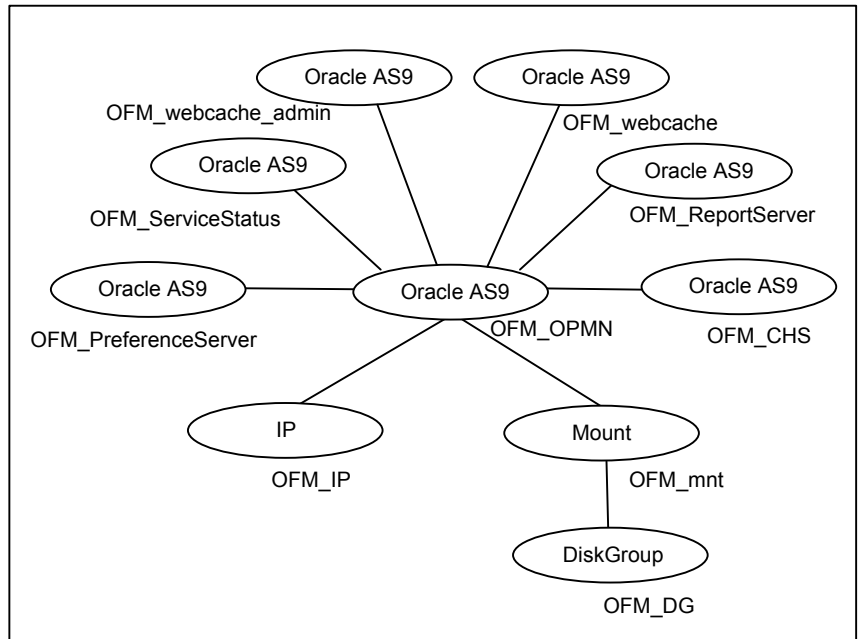 Oracle AS9
Oracle AS9
OFM_webcache_admin
OFM_webcache
Oracle AS9
Oracle AS9
OFM_ServiceStatus
OFM_ReportServer
Oracle AS9
Oracle AS9
Oracle AS9
OFM_PreferenceServer
OFM_OPMN
OFM_CHS
IP
Mount
OFM_IP
OFM_mnt
DiskGroup
OFM_DG